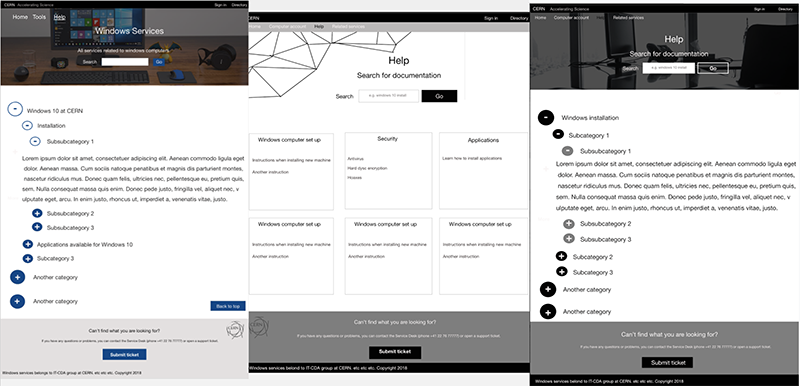 CERN Accelerating Science Sign in Directory
Home Tools Help
Windows Services
All services related to windows computers
Search Go
Windows 10 at CERN
Installation
Subsubcategory 1
Lorem ipsum dolor sit amet, consectetuer adipiscing elit. Aenean commodo ligula eget
dolor. Aenean massa. Cum sociis natoque penatibus et magnis dis parturient montes,
nascetur ridiculus mus. Donec quam felis, ultricies nec, pellentesque eu, pretium quis,
sem. Nulla consequat massa quis enim. Donec pede justo, fringilla vel, aliquet nec, v
ulputate eget, arcu. In enim justo, rhoncus ut, imperdiet a, venenatis vitae, justo.
Subsubcategory 2
Subsubcategory 3
Applications available for Windows 10
Subcategory 3
Another category
Another category
Back to top
Can't find what you are looking for?
If you have any questions or problems, you can contact the Service Desk (phone +41 22 76 77777) or open a support ticket.
Submit ticket
Windows services belongs to IT-CDA group at CERN. etc etc etc. Copyright 2018
CERN Accelerating Science Sign in Directory
Home Computer account Help Related services
Help
Search for documentation
Search e.g. windows 10 install Go
Windows computer set up
Instructions when installing new machine
Another instruction
Security
Antivirus
Hard dysc encryption
Hoaxes
Applications
Learn how to install applications
Windows computer set up
Instructions when installing new machine
Another instruction
Windows computer set up
Instructions when installing new machine
Another instruction
Windows computer set up
Instructions when installing new machine
Another instruction
Can't find what you are looking for?
If you have any questions or problems, you can contact the Service Desk (phone +41 22 76 77777) or open a support ticket.
Submit ticket
Windows services belond to IT-CDA group at CERN. etc etc etc. Copyright 2018
CERN Accelerating Science Sign in Directory
Home Computer account Related services
Help
Search for documentation
Search e.g. windows 10 install Go
Windows installation
Subcategory 1
Subsubcategory 1
Lorem ipsum dolor sit amet, consectetuer adipiscing elit. Aenean commodo ligula eget
dolor. Aenean massa. Cum sociis natoque penatibus et magnis dis parturient montes,
nascetur ridiculus mus. Donec quam felis, ultricies nec, pellentesque eu, pretium quis,
sem. Nulla consequat massa quis enim. Donec pede justo, fringilla vel, aliquet nec, v
ulputate eget, arcu. In enim justo, rhoncus ut, imperdiet a, venenatis vitae, justo.
Subsubcategory 2
Subsubcategory 3
Subcategory 2
Subcategory 3
Another category
Another category
Can't find what you are looking for?
If you have any questions or problems, you can contact the Service Desk (phone +41 22 76 77777) or open a support ticket.
Submit ticket
Windows services belond to IT-CDA group at CERN. etc etc etc. Copyright 2018